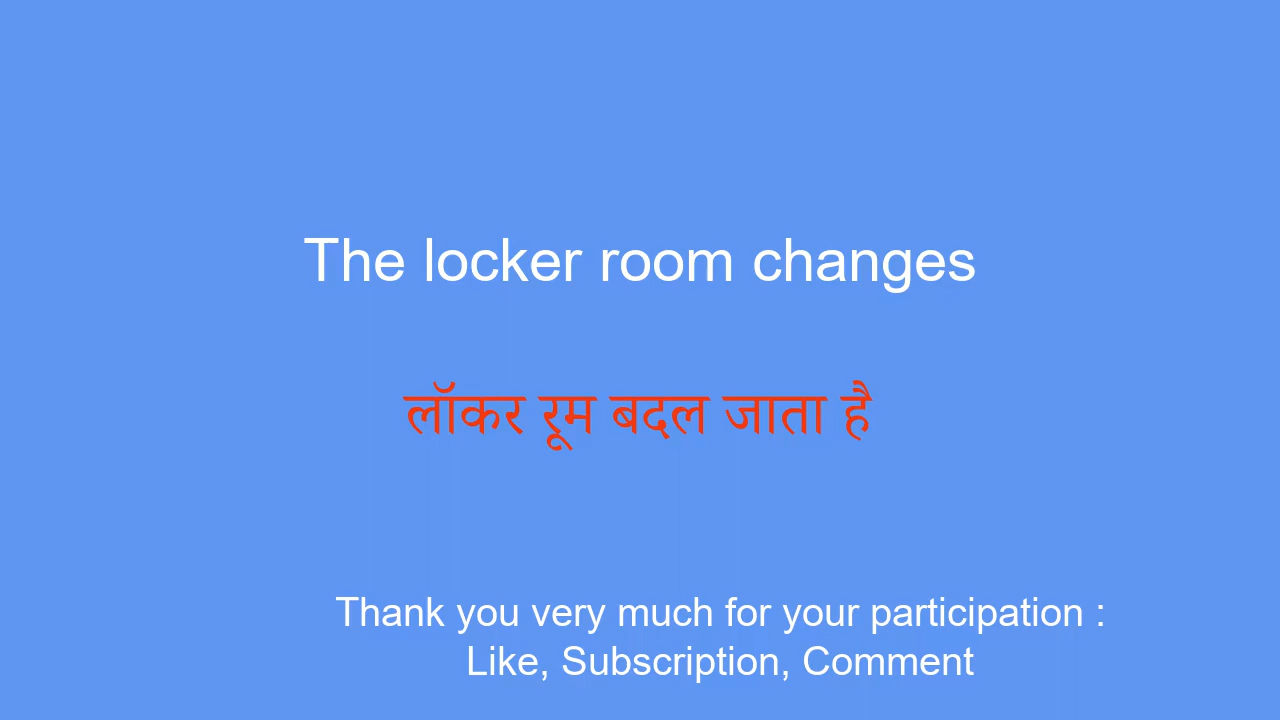 The locker room changes
लॉकर रूम बदल जाता है
Thank you very much for your participation :
Like, Subscription, Comment